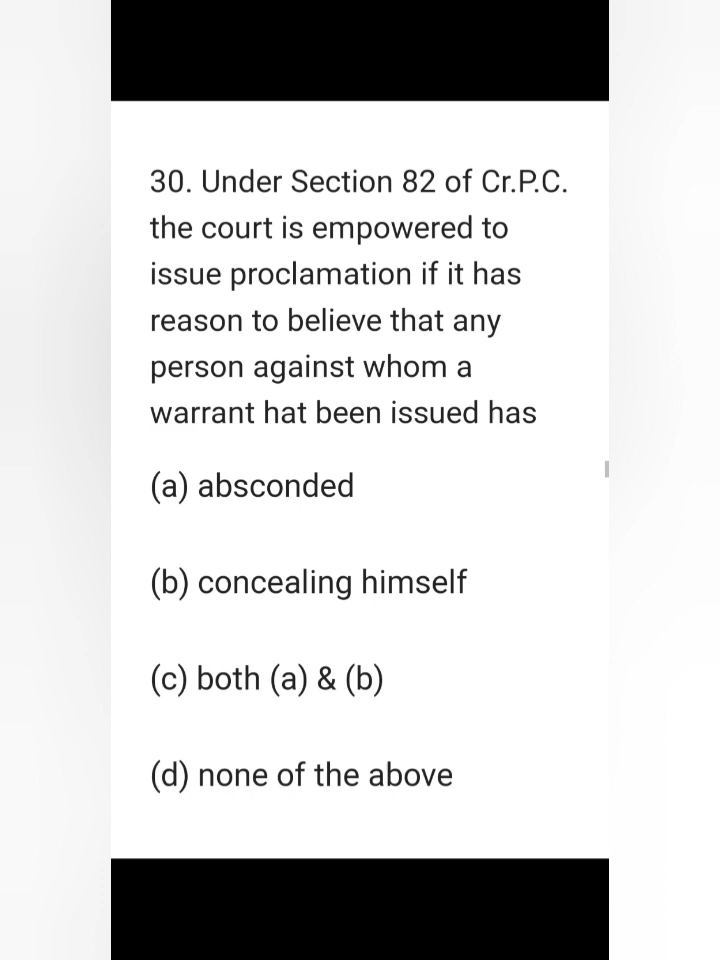 30. Under Section 82 of Cr.P.C.
the court is empowered to
issue proclamation if it has
reason to believe that any
person against whom a
warrant hat been issued has
(a) absconded
(b) concealing himself
(c) both (a) & (b)
(d) none of the above